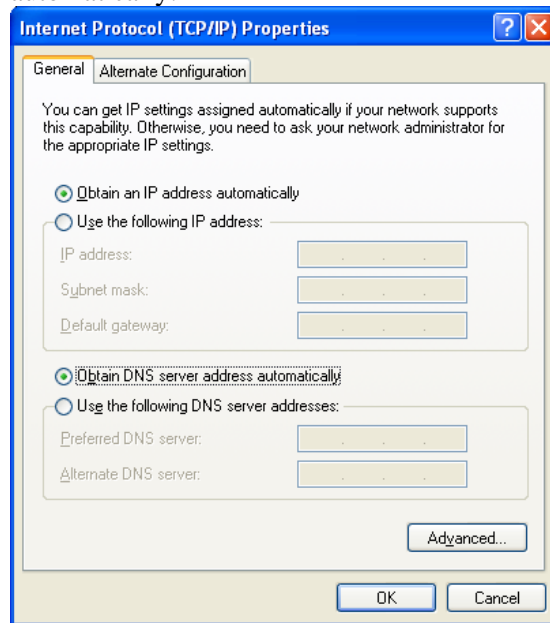 Internet Protocol (TCP/IP) Properties
General
Alternate Configuration
You can get IP settings assigned automatically if your network supports
this capability. Otherwise, you need to ask your network administrator for
the appropriate IP settings.
Obtain an IP address automatically
Use the following IP address:
IP address:
Subnet mask:
Default gateway:
Obtain DNS server address automatically
Use the following DNS server addresses:
Preferred DNS server:
Alternate DNS server:
Advanced...
OK
Cancel